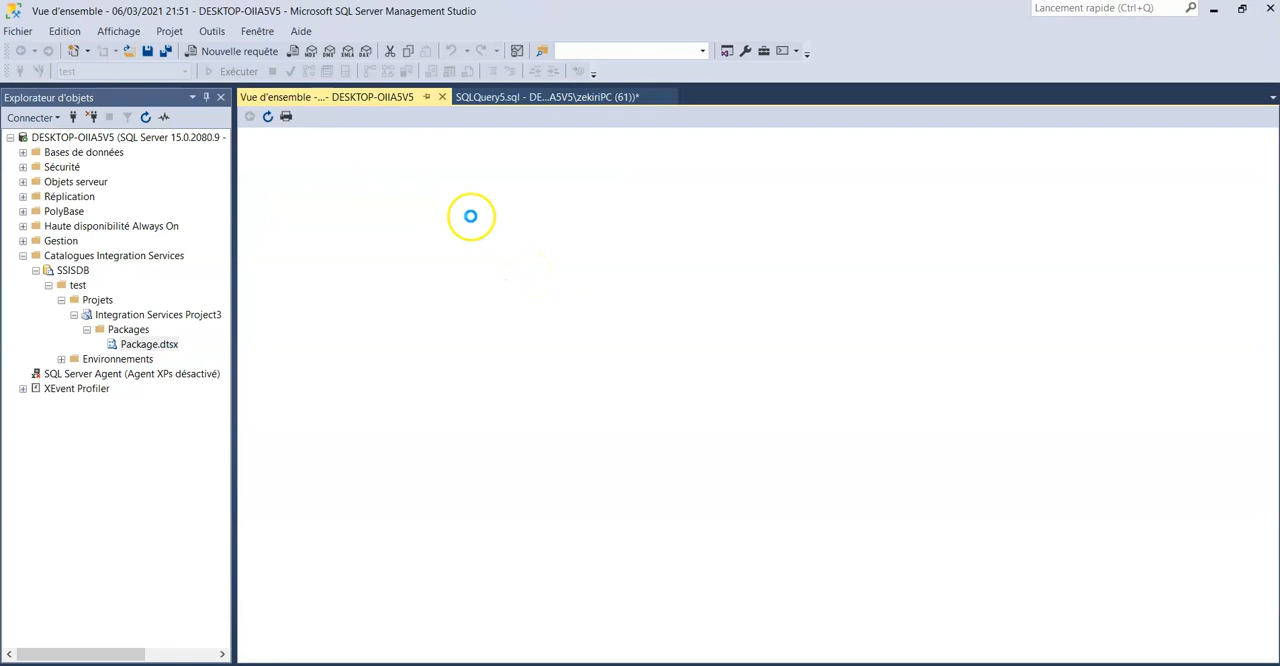 Vue d'ensemble - 06/03/2021 21:51 - DESKTOP-OIIA5V5 - Microsoft SQL Server Management Studio
Lancement rapide (Ctrl+Q)
Fichier Edition Affichage Projet Outils Fenêtre Aide
Nouvelle requête
MDX DMX XMLA DAX
test
Exécuter
Explorateur d'objets
Vue d'ensemble -...- DESKTOP-OIIA5V5
SQLQuery5.sql - DE...A5V5\zekiriPC (61))*
Connecter
DESKTOP-OIIA5V5 (SQL Server 15.0.2080.9 -
Bases de données
Sécurité
Objets serveur
Réplication
PolyBase
Haute disponibilité Always On
Gestion
Catalogues Integration Services
SSISDB
test
Projets
Integration Services Project3
Packages
Package.dtsx
Environnements
SQL Server Agent (Agent XPs désactivé)
XEvent Profiler